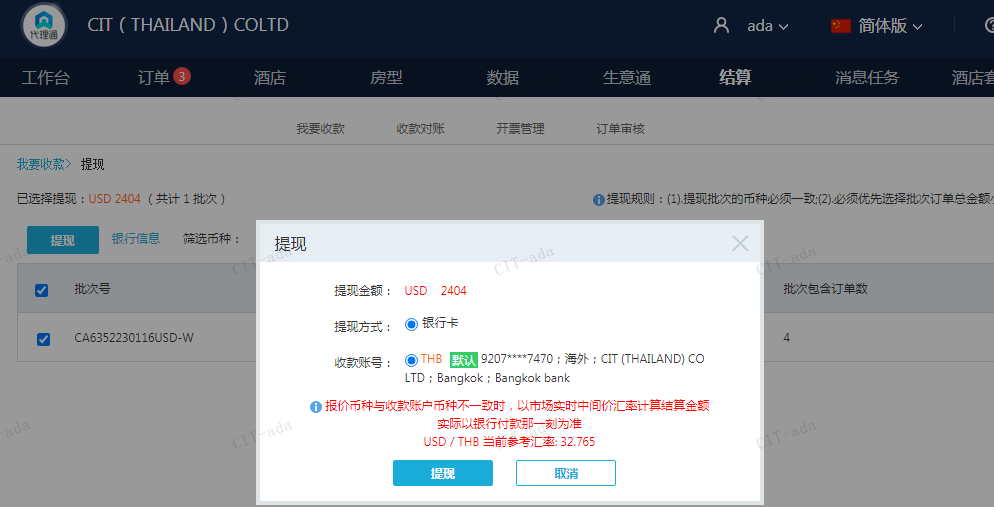 代理通
CIT ( THAILAND ) COLTD
ada
简体版
工作台
订单 3
酒店
房型
数据
生意通
结算
消息任务
酒店套
我要收款
收款对账
开票管理
订单审核
我要收款> 提现
已选择提现：USD 2404 （ 共计 1 批次 ）
提现规则：(1).提现批次的币种必须一致;(2).必须优先选择批次订单总金额
提现
银行信息
筛选币种：
批次号
批次包含订单数
CA6352230116USD-W
4
提现
提现金额： USD 2404
提现方式： 银行卡
收款账号： THB 默认 9207****7470；海外；CIT (THAILAND) CO
LTD；Bangkok；Bangkok bank
报价币种与收款账户币种不一致时，以市场实时中间价汇率计算结算金额
实际以银行付款那一刻为准
USD / THB 当前参考汇率: 32.765
提现
取消
CIT-ada
CIT-ada
CIT-ada
CIT-ada
CIT-ada